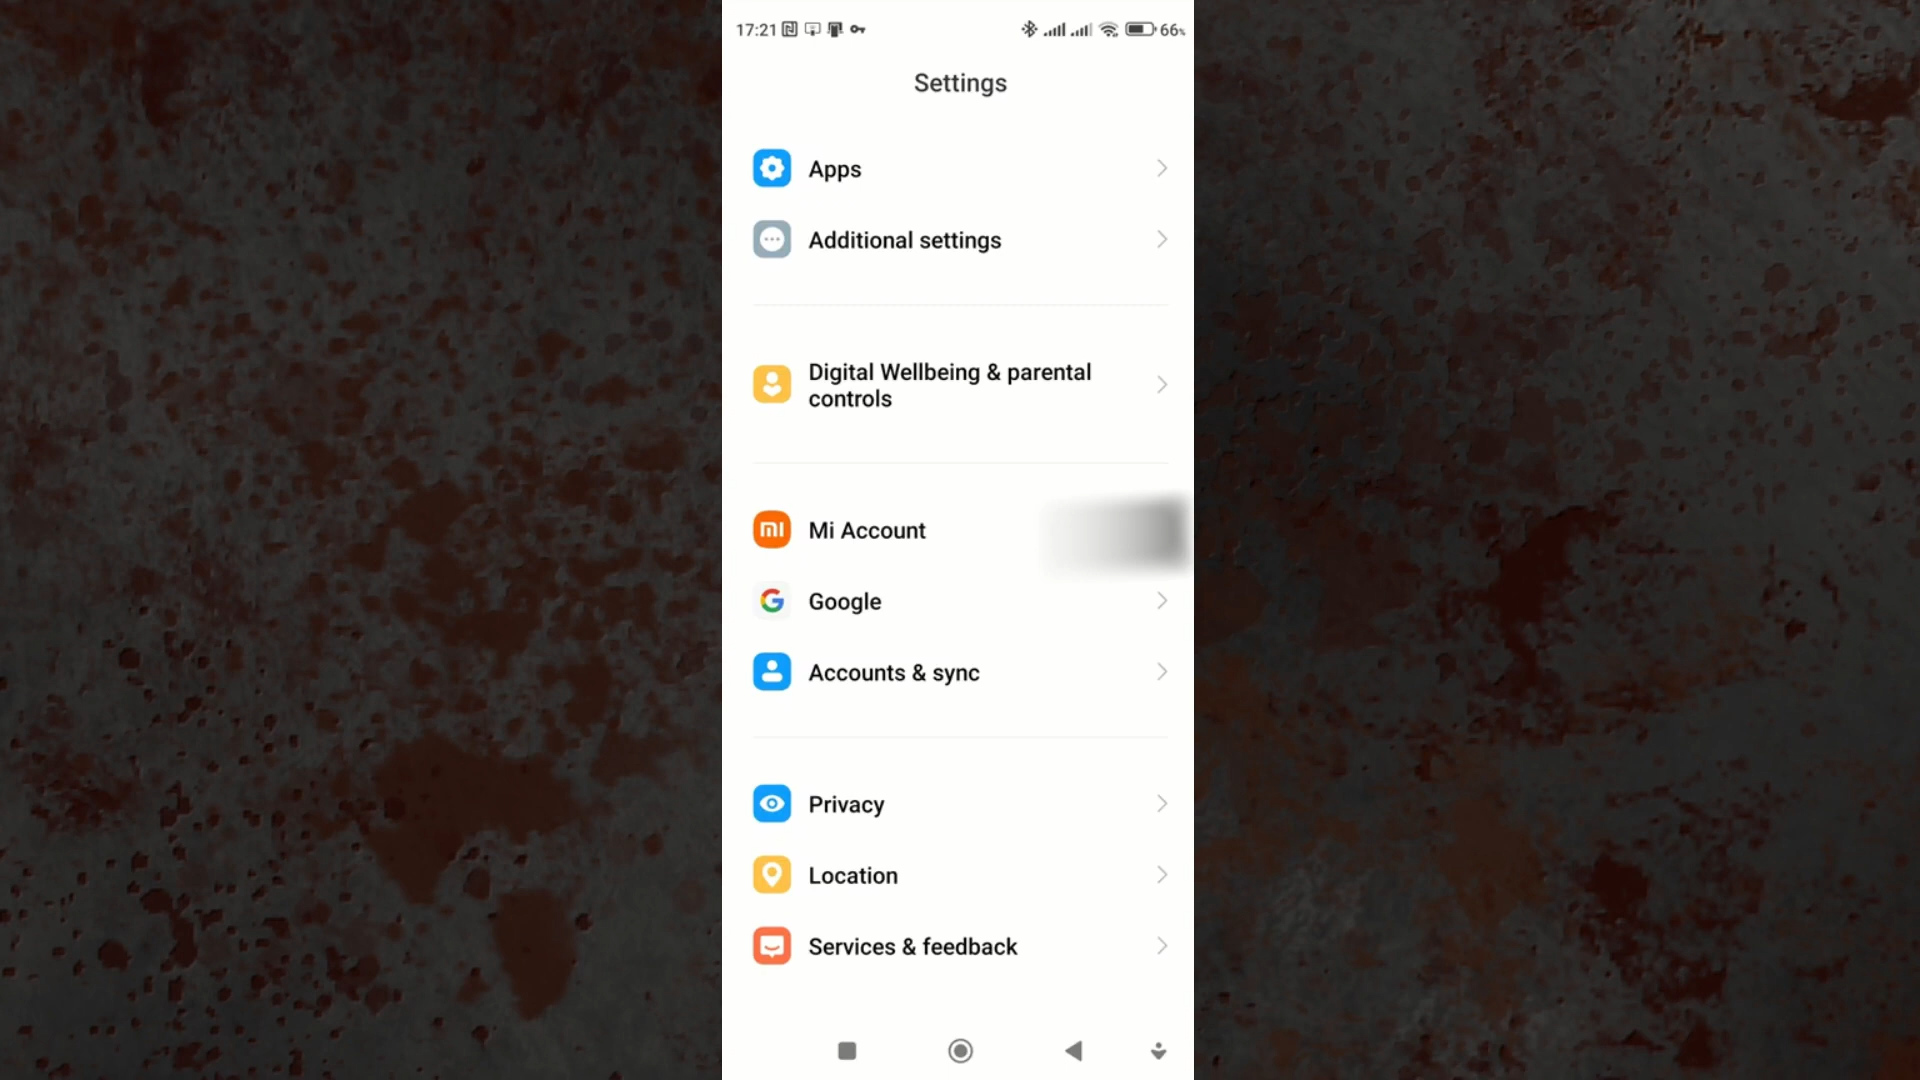 17:21 66%
Settings
Apps
Additional settings
Digital Wellbeing & parental
controls
Mi Account
Google
Accounts & sync
Privacy
Location
Services & feedback